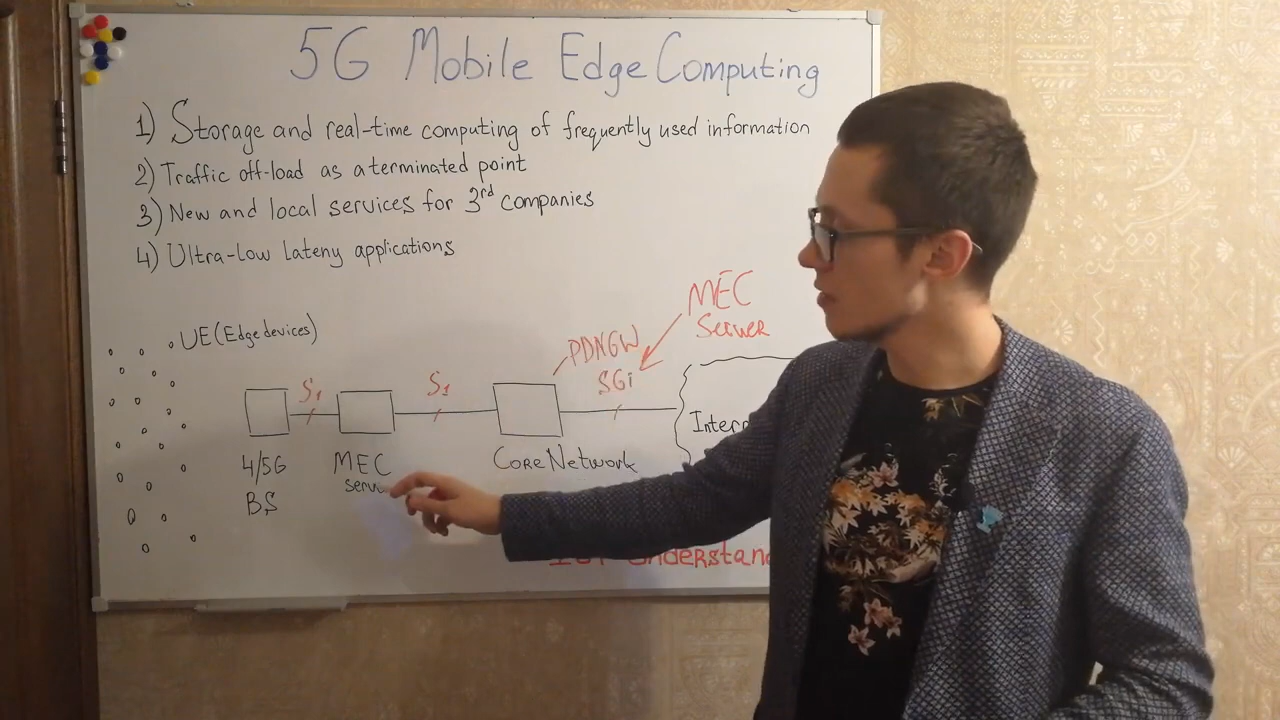 5G Mobile Edge Computing
1) Storage and real-time computing of frequently used information
2) Traffic off-load as a terminated point
3) New and local services for 3rd companies
4) Ultra-low lateny applications
UE (Edge devices)
MEC
Server
PDNGW
SGi
S1
S1
4/5G
BS
MEC
serv
Core Network
Inter
Understand